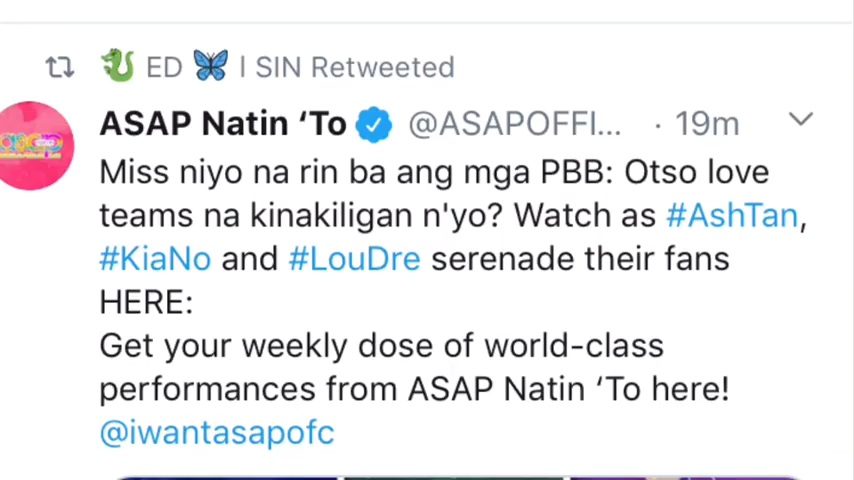 🐉 ED 🦋 | SIN Retweeted
ASAP Natin ‘To @ASAPOFFI... · 19m
Miss niyo na rin ba ang mga PBB: Otso love
teams na kinakiligan n'yo? Watch as #AshTan,
#KiaNo and #LouDre serenade their fans
HERE:
Get your weekly dose of world-class
performances from ASAP Natin ‘To here!
@iwantasapofc